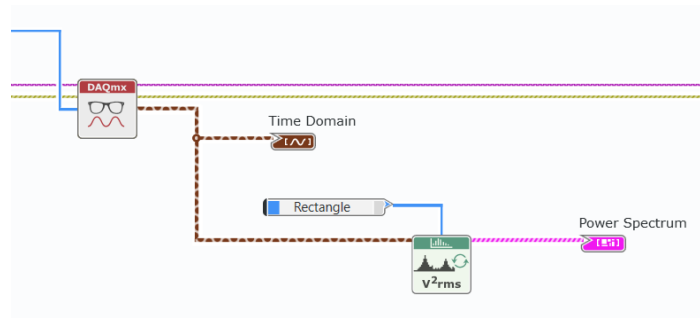 DAQmx
Time Domain
Rectangle
Power Spectrum
V²rms